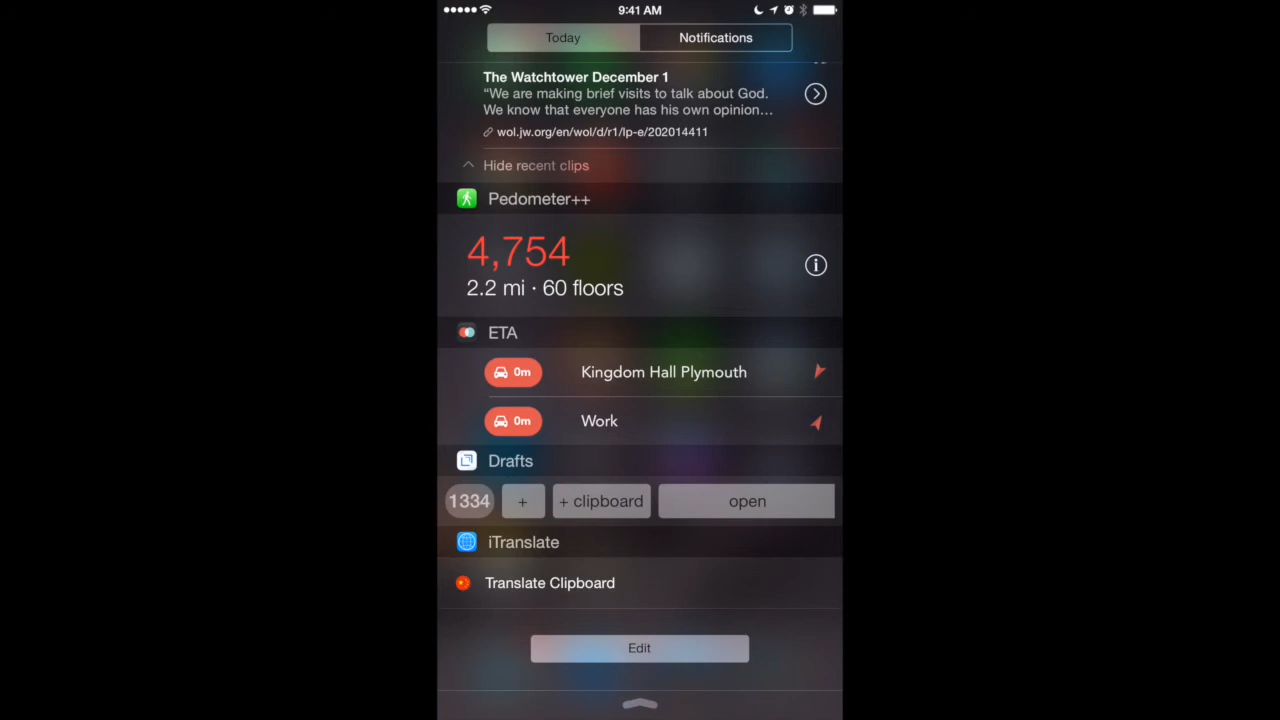 9:41 AM
Today
Notifications
The Watchtower December 1
“We are making brief visits to talk about God.
We know that everyone has his own opinion…
wol.jw.org/en/wol/d/r1/lp-e/202014411
Hide recent clips
Pedometer++
4,754
2.2 mi · 60 floors
ETA
0m Kingdom Hall Plymouth
0m Work
Drafts
1334 + + clipboard open
iTranslate
Translate Clipboard
Edit